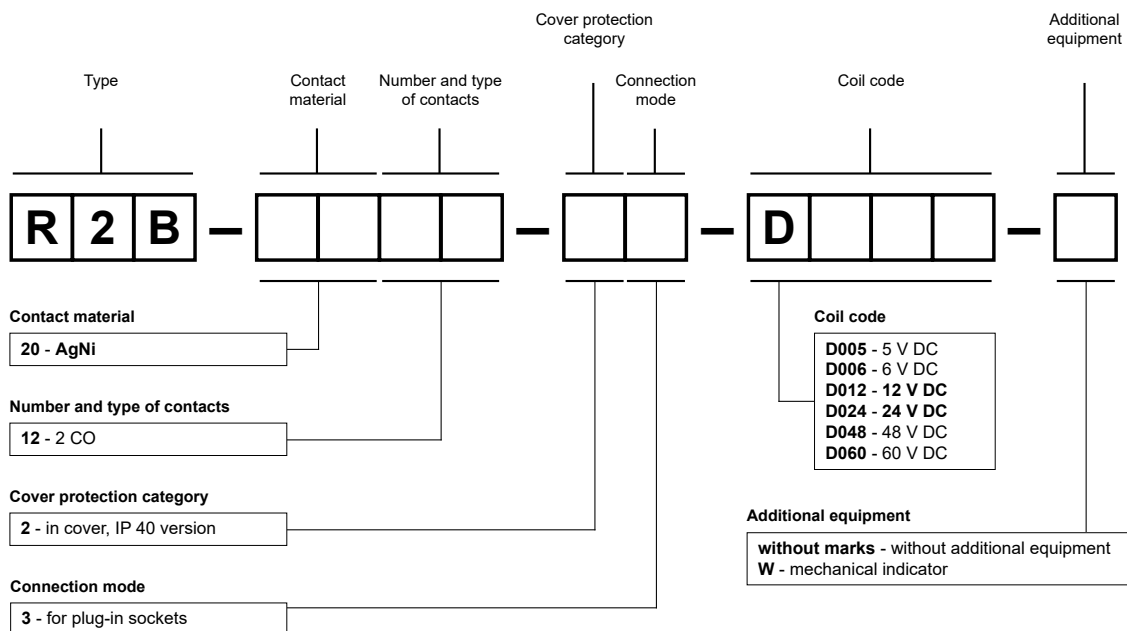 Cover protection
category
Additional
equipment
Type
Contact
material
Number and type
of contacts
Connection
mode
Coil code
R 2 B – – – D –
Contact material
20 - AgNi
Number and type of contacts
12 - 2 CO
Cover protection category
2 - in cover, IP 40 version
Connection mode
3 - for plug-in sockets
Coil code
D005 - 5 V DC
D006 - 6 V DC
D012 - 12 V DC
D024 - 24 V DC
D048 - 48 V DC
D060 - 60 V DC
Additional equipment
without marks - without additional equipment
W - mechanical indicator